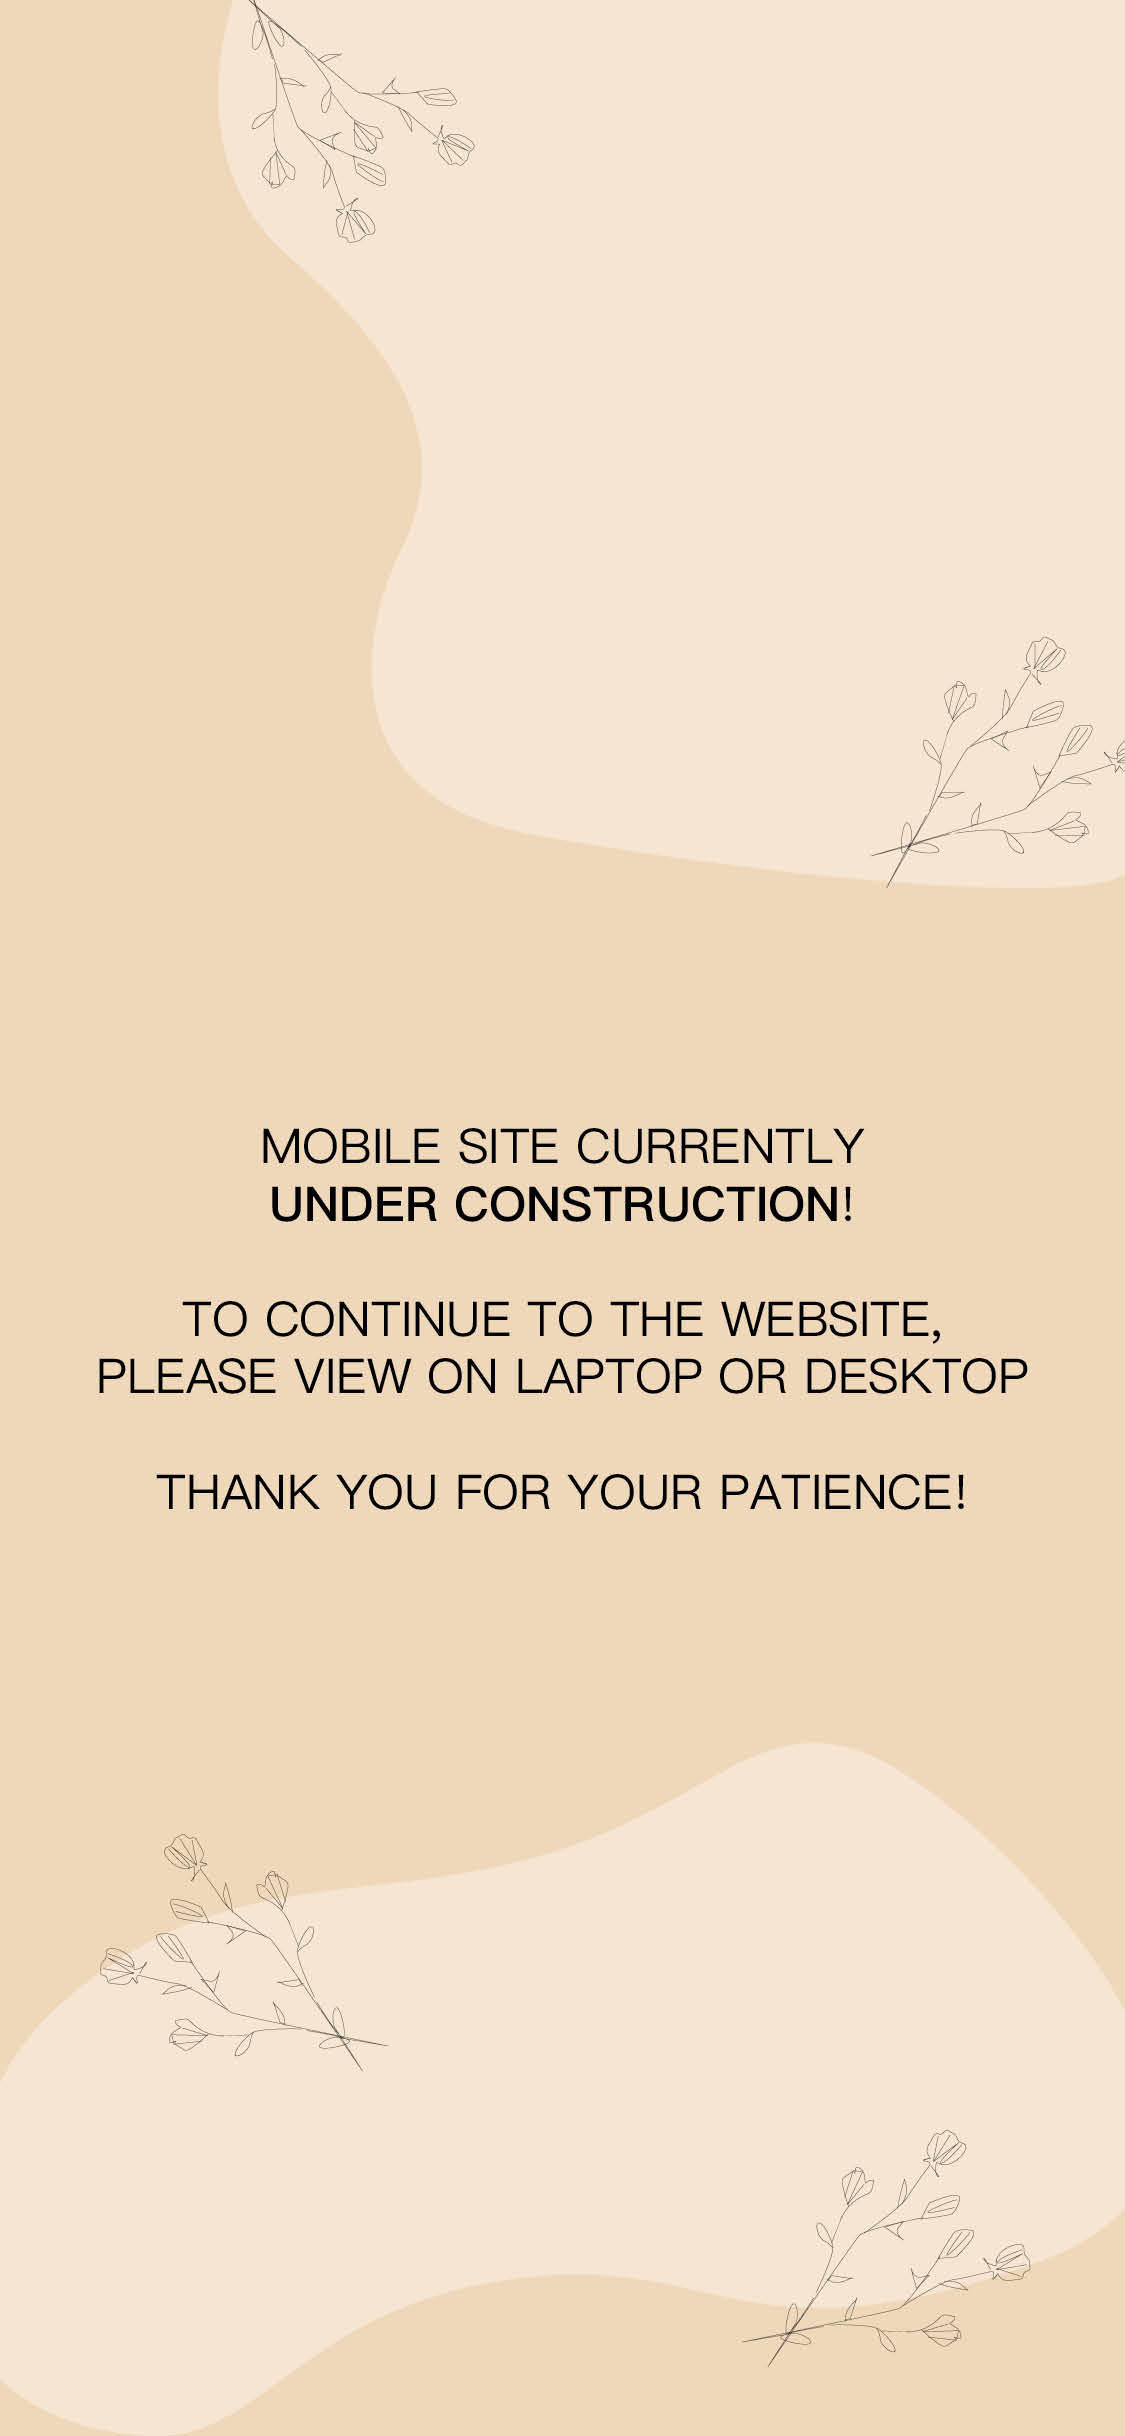 MOBILE SITE CURRENTLY
UNDER CONSTRUCTION!
TO CONTINUE TO THE WEBSITE,
PLEASE VIEW ON LAPTOP OR DESKTOP
THANK YOU FOR YOUR PATIENCE!